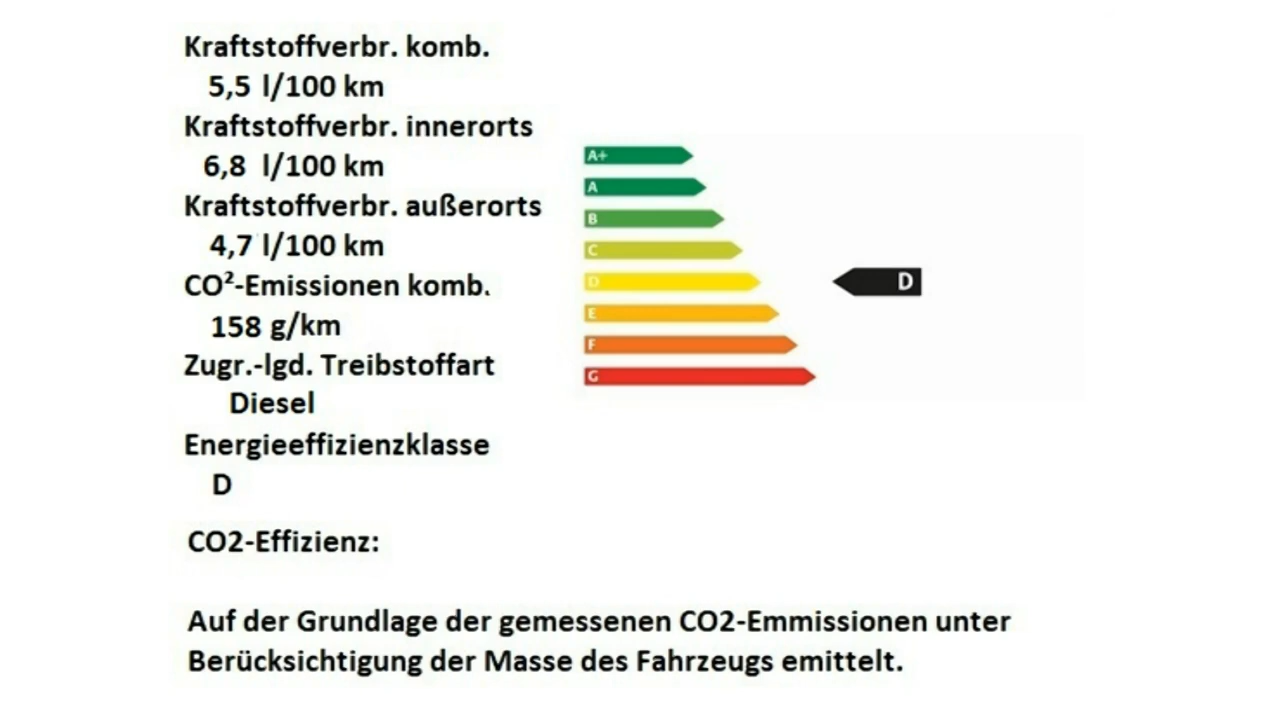 Kraftstoffverbr. komb.
5,5 l/100 km
Kraftstoffverbr. innerorts
6,8 l/100 km
Kraftstoffverbr. außerorts
4,7 l/100 km
CO²-Emissionen komb.
158 g/km
Zugr.-lgd. Treibstoffart
Diesel
Energieeffizienzklasse
D
A+
A
B
C
D
E
F
G
D
CO2-Effizienz:
Auf der Grundlage der gemessenen CO2-Emmissionen unter
Berücksichtigung der Masse des Fahrzeugs emittelt.